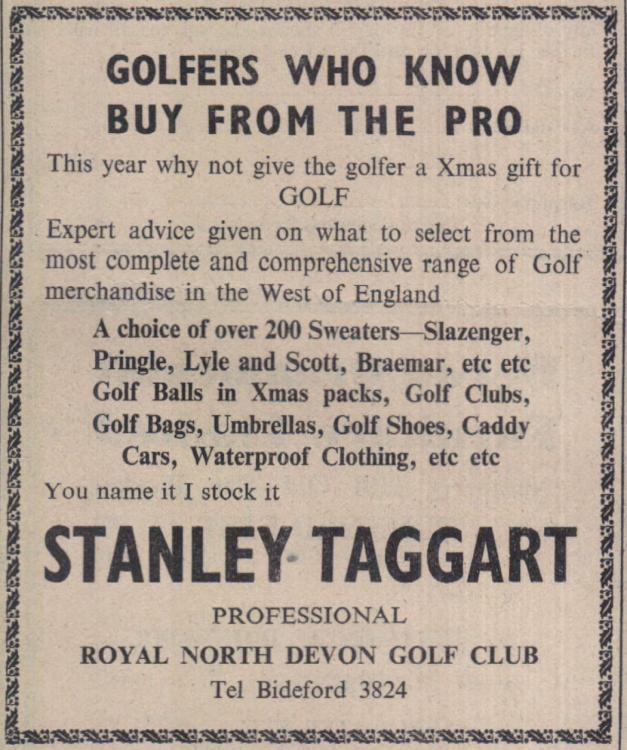 GOLFERS WHO KNOW
BUY FROM THE PRO
This year why not give the golfer a Xmas gift for
GOLF
Expert advice given on what to select from the
most complete and comprehensive range of Golf
merchandise in the West of England
A choice of over 200 Sweaters—Slazenger,
Pringle, Lyle and Scott, Braemar, etc etc
Golf Balls in Xmas packs, Golf Clubs,
Golf Bags, Umbrellas, Golf Shoes, Caddy
Cars, Waterproof Clothing, etc etc
You name it I stock it
STANLEY TAGGART
PROFESSIONAL
ROYAL NORTH DEVON GOLF CLUB
Tel Bideford 3824